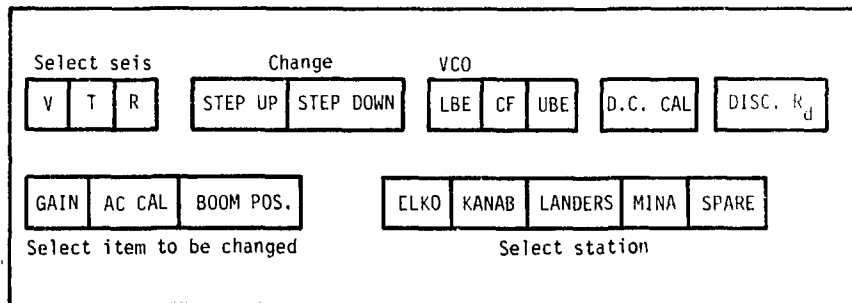 Select seis Change VCO
V T R STEP UP STEP DOWN LBE CF UBE D.C. CAL DISC. Rd
GAIN AC CAL BOOM POS. ELKO KANAB LANDERS MINA SPARE
Select item to be changed Select station